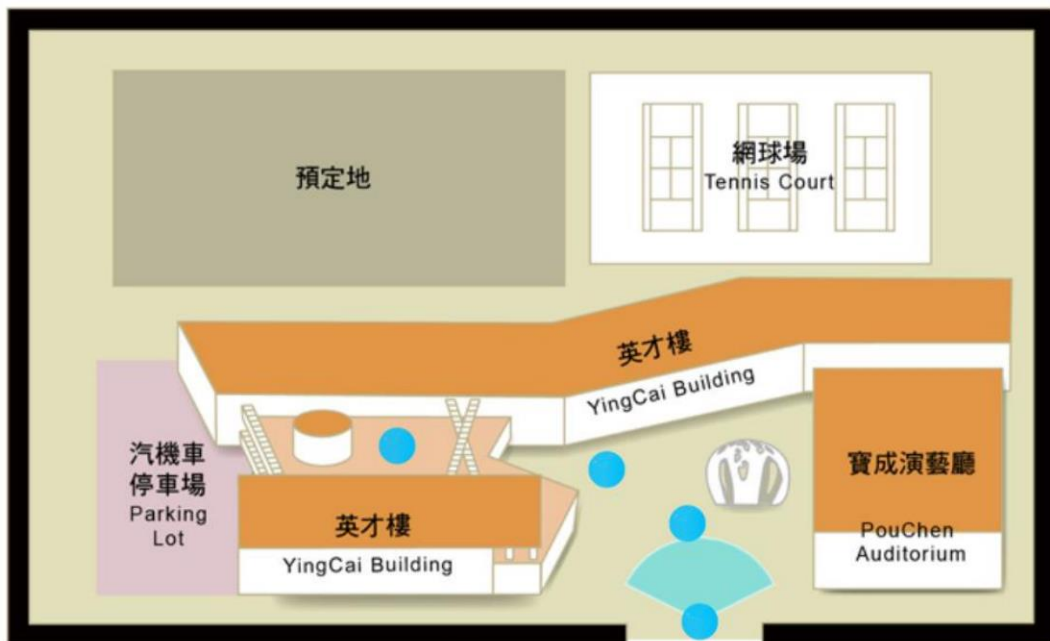 預定地
網球場
Tennis Court
英才樓
YingCai Building
汽機車
停車場
Parking
Lot
英才樓
YingCai Building
寶成演藝廳
PouChen
Auditorium